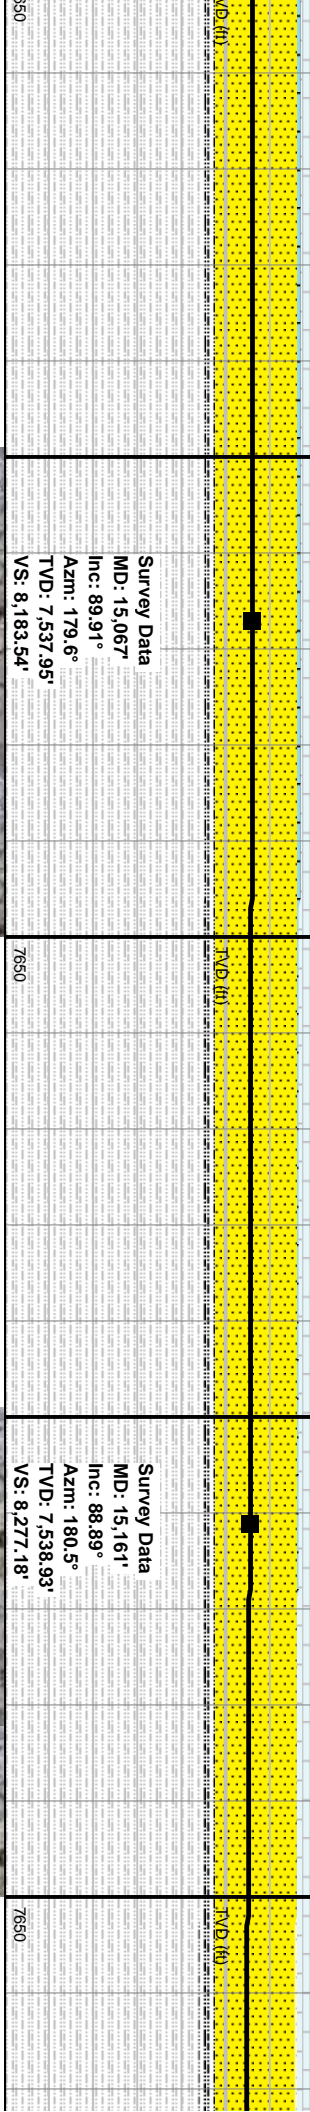 Survey Data
MD: 15,067'
Inc: 89.91°
Azm: 179.6°
TVD: 7,537.95'
VS: 8,183.54'
TVD (ft)
7650
Survey Data
MD: 15,161'
Inc: 88.89°
Azm: 180.5°
TVD: 7,538.93'
VS: 8,277.18'
TVD (ft)
7650